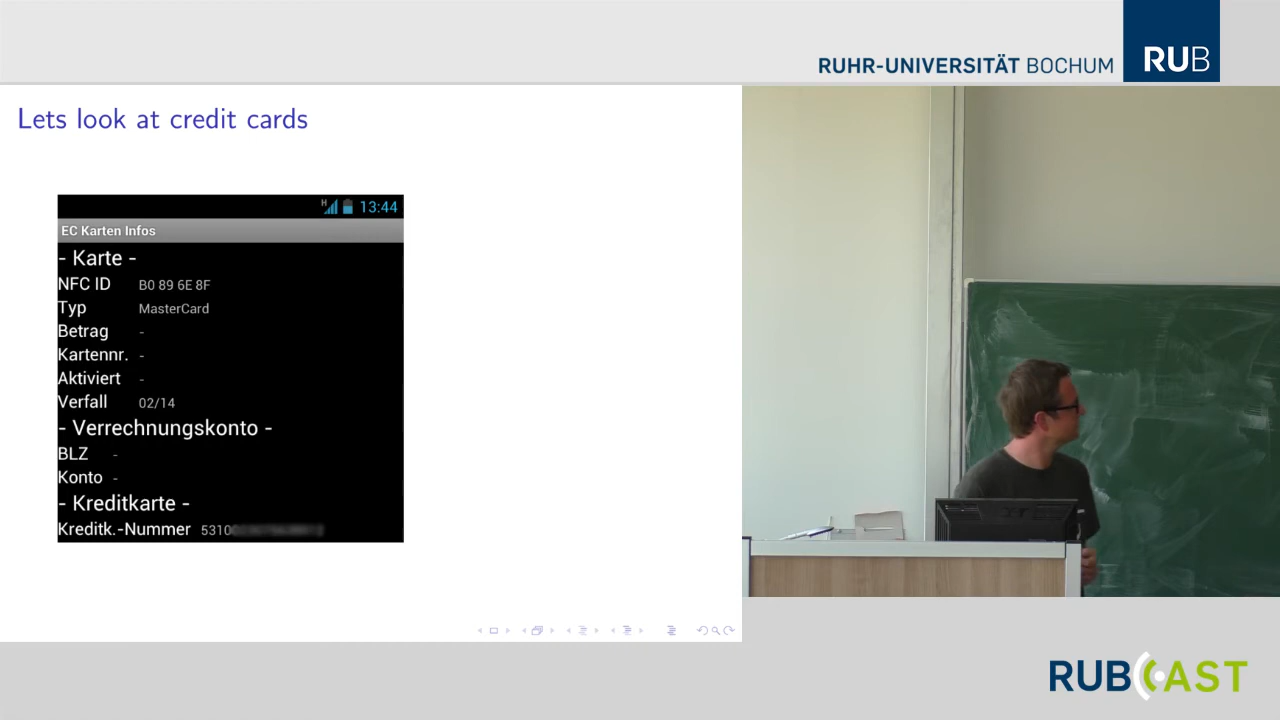 RUHR-UNIVERSITÄT BOCHUM
RUB
Lets look at credit cards
H
13:44
EC Karten Infos
- Karte -
NFC ID B0 89 6E 8F
Typ MasterCard
Betrag -
Kartennr. -
Aktiviert -
Verfall 02/14
- Verrechnungskonto -
BLZ -
Konto -
- Kreditkarte -
Kreditk.-Nummer 5310
RUBCAST